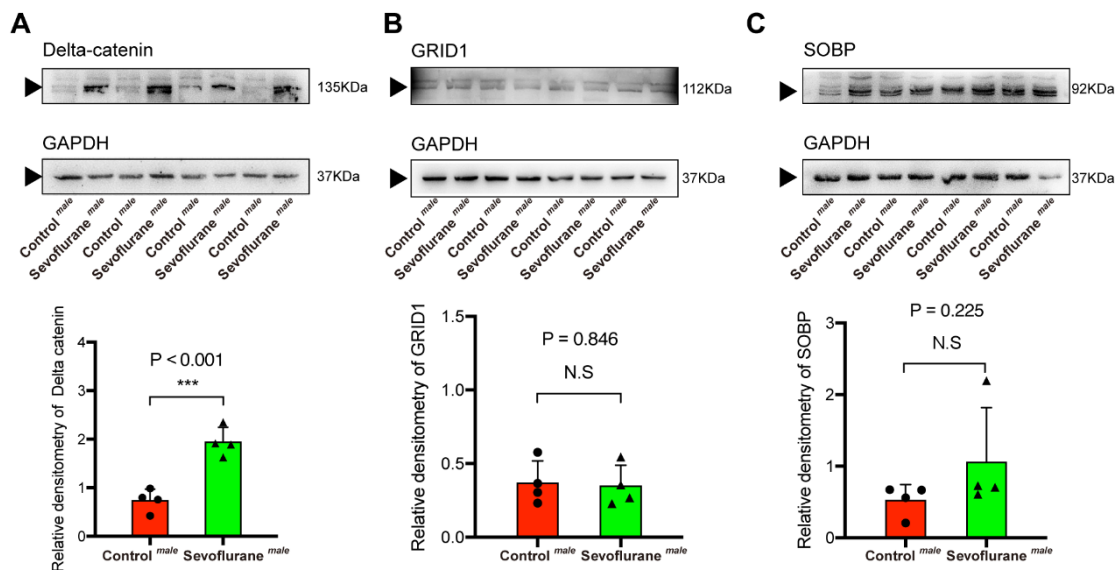 A
Delta-catenin
135KDa
GAPDH
37KDa
Control male
Sevoflurane male
Control male
Sevoflurane male
Control male
Sevoflurane male
Control male
Sevoflurane male
Relative densitometry of Delta catenin
4
3
2
1
0
P < 0.001
***
Control male
Sevoflurane male
B
GRID1
112KDa
GAPDH
37KDa
Control male
Sevoflurane male
Control male
Sevoflurane male
Control male
Sevoflurane male
Control male
Sevoflurane male
Relative densitometry of GRID1
1.5
1.0
0.5
0.0
P = 0.846
N.S
Control male
Sevoflurane male
C
SOBP
92KDa
GAPDH
37KDa
Control male
Sevoflurane male
Control male
Sevoflurane male
Control male
Sevoflurane male
Control male
Sevoflurane male
Relative densitometry of SOBP
3
2
1
0
P = 0.225
N.S
Control male
Sevoflurane male